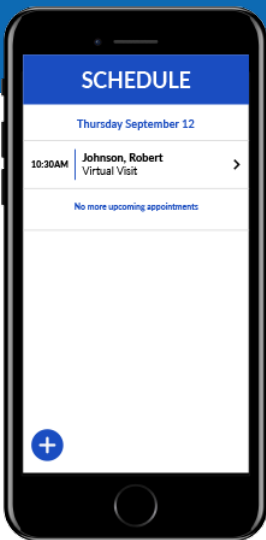 SCHEDULE
Thursday September 12
10:30AM
Johnson, Robert
Virtual Visit
No more upcoming appointments